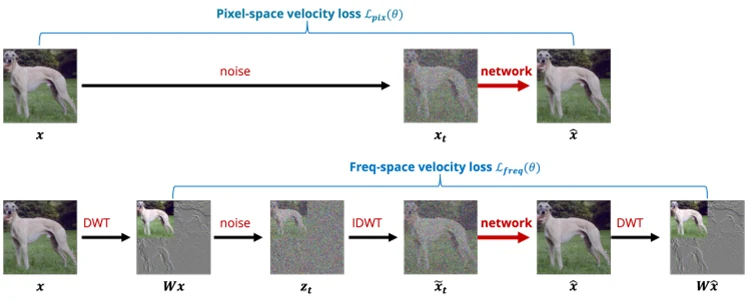 Pixel-space velocity loss ℒ_pix(θ)
noise
network
x
x_t
x̂
Freq-space velocity loss ℒ_freq(θ)
DWT
noise
IDWT
network
DWT
x
Wx
z_t
x̃_t
x̂
Wx̂